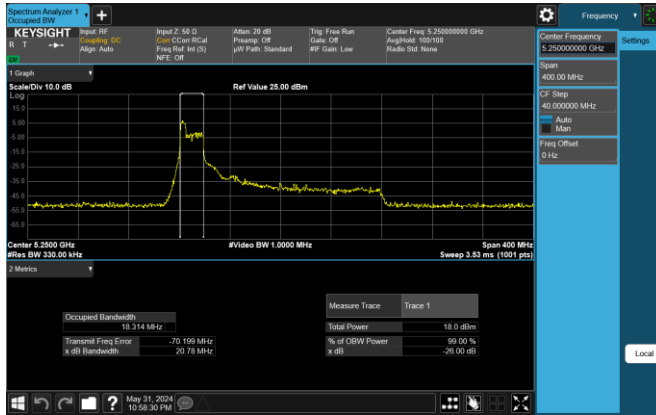 Spectrum Analyzer 1
Occupied BW
Frequency
KEYSIGHT
R T
Input: RF
Coupling: DC
Align: Auto
Input Z: 50 Ω
Corr CCorr RCal
Freq Ref: Int (S)
NFE: Off
Atten: 20 dB
Preamp: Off
µW Path: Standard
Trig: Free Run
Gate: Off
#IF Gain: Low
Center Freq: 5.250000000 GHz
Avg|Hold: 100/100
Radio Std: None
Center Frequency
5.250000000 GHz
Settings
Span
400.00 MHz
CF Step
40.000000 MHz
Auto
Man
Freq Offset
0 Hz
Local
1 Graph
Scale/Div 10.0 dB
Ref Value 25.00 dBm
Log
15.0
5.00
-5.00
-15.0
-25.0
-35.0
-45.0
-55.0
-65.0
Center 5.2500 GHz
#Video BW 1.0000 MHz
Span 400 MHz
#Res BW 330.00 kHz
Sweep 3.53 ms (1001 pts)
2 Metrics
Measure Trace
Trace 1
Occupied Bandwidth
18.314 MHz
Total Power
18.0 dBm
Transmit Freq Error
-70.199 MHz
% of OBW Power
99.00 %
x dB Bandwidth
20.78 MHz
x dB
-26.00 dB
?
May 31, 2024
10:58:30 PM